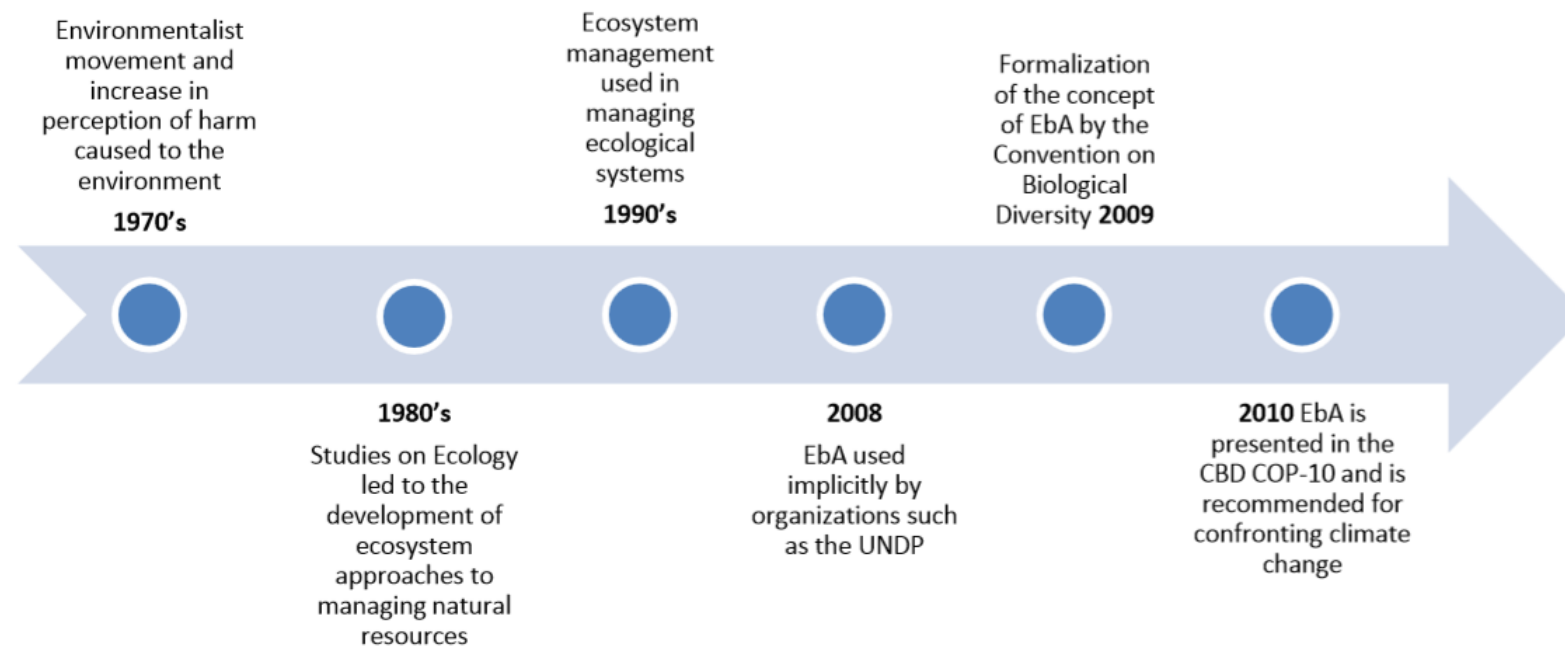 Environmentalist
movement and
increase in
perception of harm
caused to the
environment
1970’s
1980’s
Studies on Ecology
led to the
development of
ecosystem
approaches to
managing natural
resources
Ecosystem
management
used in
managing
ecological
systems
1990’s
2008
EbA used
implicitly by
organizations such
as the UNDP
Formalization
of the concept
of EbA by the
Convention on
Biological
Diversity 2009
2010 EbA is
presented in the
CBD COP-10 and is
recommended for
confronting climate
change